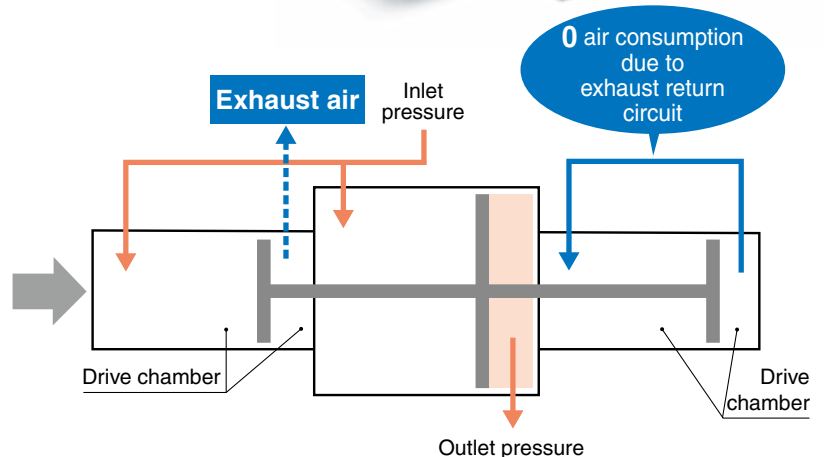 0 air consumption
due to
exhaust return
circuit
Exhaust air
Inlet
pressure
Drive chamber
Drive
chamber
Outlet pressure